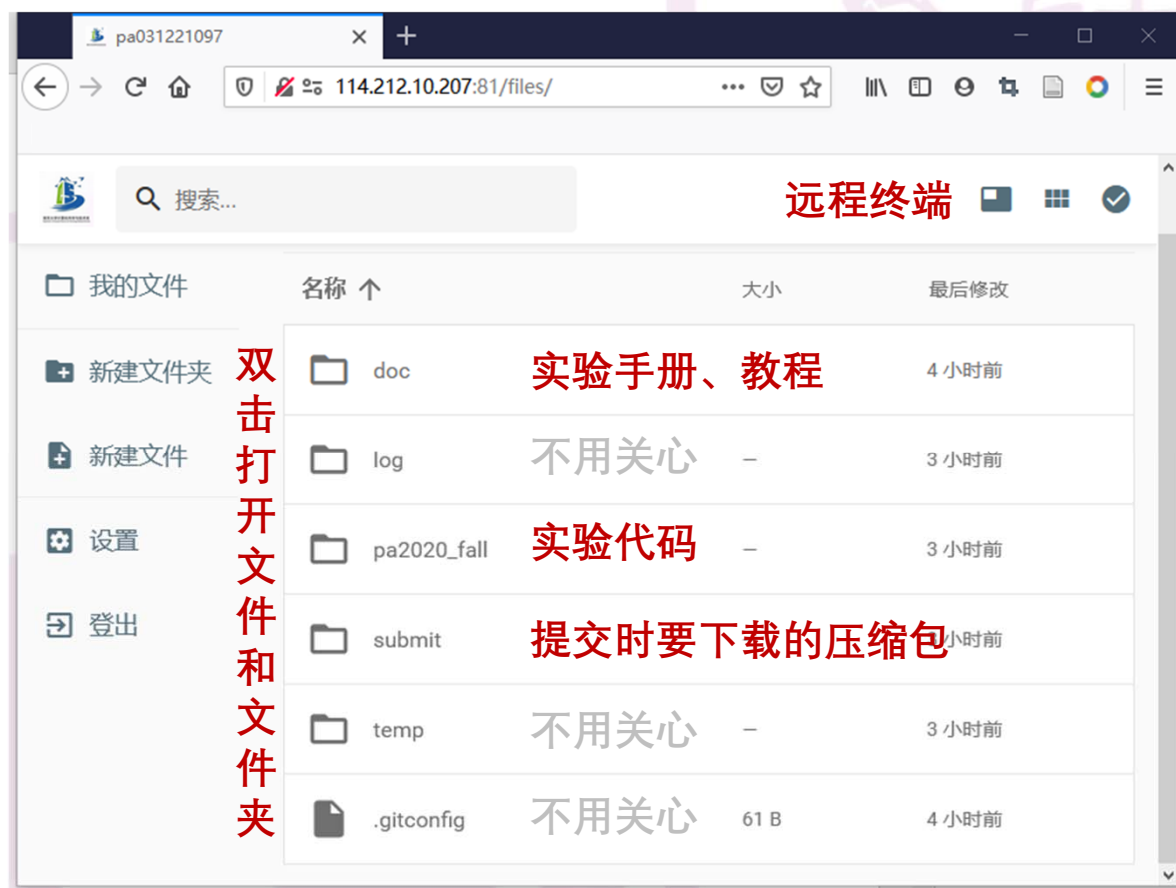 pa031221097
114.212.10.207:81/files/
搜索...
远程终端
我的文件
新建文件夹
新建文件
设置
登出
双击打开文件和文件夹
名称 大小 最后修改
doc 实验手册、教程 4 小时前
log 不用关心 – 3 小时前
pa2020_fall 实验代码 – 3 小时前
submit 提交时要下载的压缩包 小时前
temp 不用关心 – 3 小时前
.gitconfig 不用关心 61 B 4 小时前